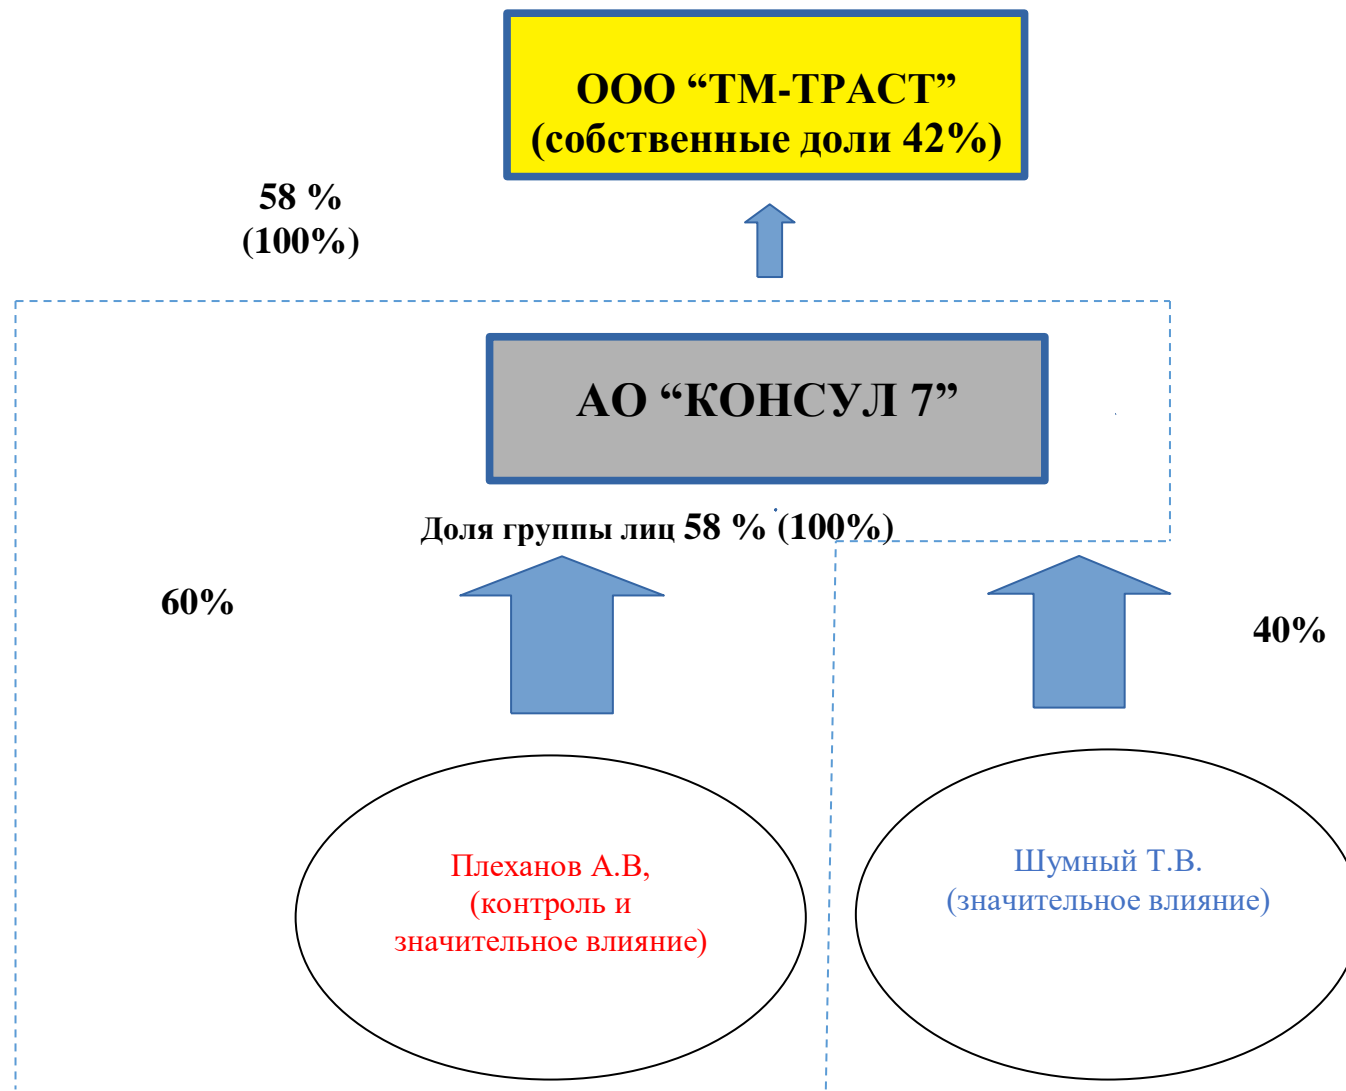 ООО “ТМ-ТРАСТ”
(собственные доли 42%)
58 %
(100%)
АО “КОНСУЛ 7”
Доля группы лиц 58 % (100%)
60%
40%
Плеханов А.В,
(контроль и
значительное влияние)
Шумный Т.В.
(значительное влияние)